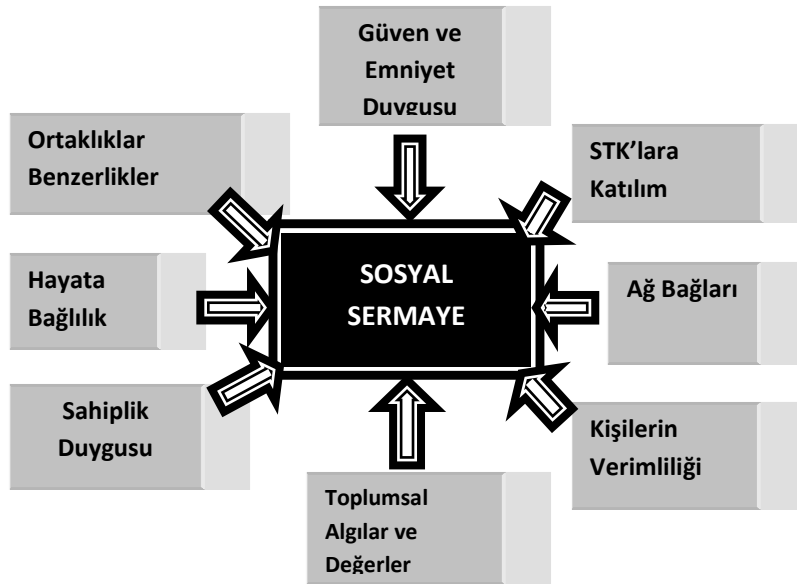 Güven ve
Emniyet
Duygusu
Ortaklıklar
Benzerlikler
STK’lara
Katılım
Hayata
Bağlılık
SOSYAL
SERMAYE
Ağ Bağları
Sahiplik
Duygusu
Kişilerin
Verimliliği
Toplumsal
Algılar ve
Değerler